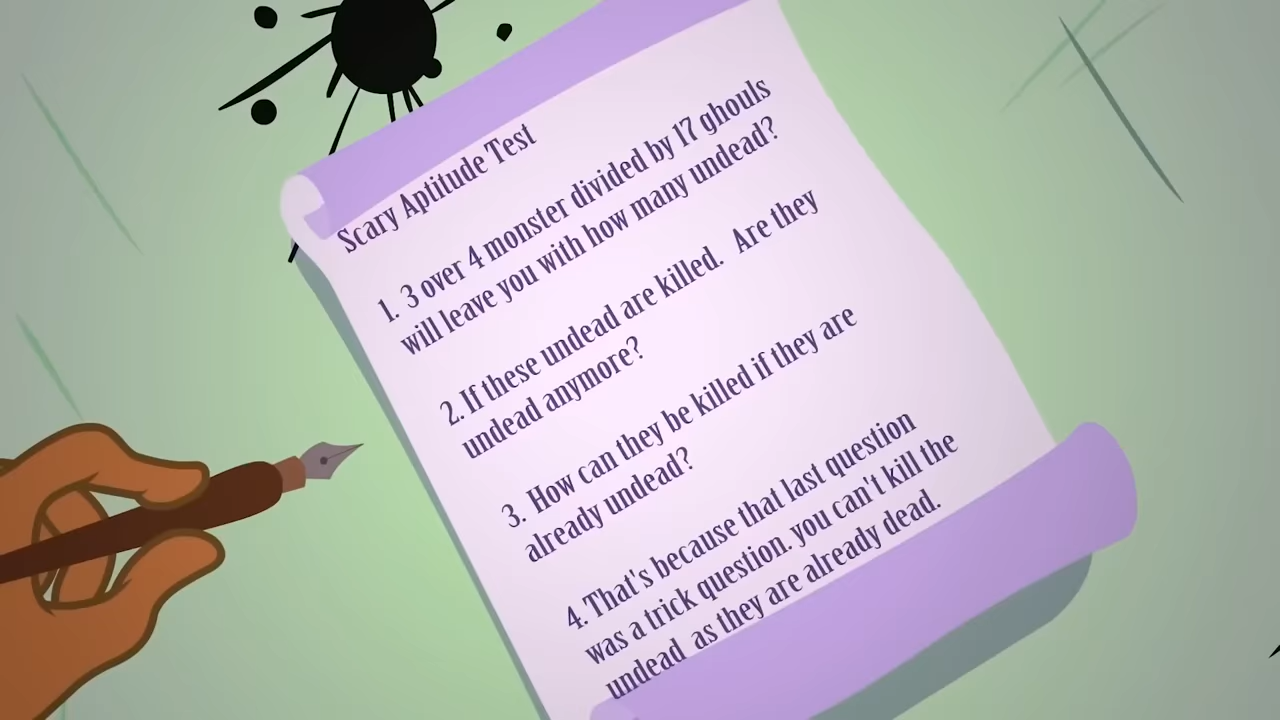 Scary Aptitude Test
1. 3 over 4 monster divided by 17 ghouls
will leave you with how many undead?
2. If these undead are killed. Are they
undead anymore?
3. How can they be killed if they are
already undead?
4. That's because that last question
was a trick question. you can't kill the
undead as they are already dead.